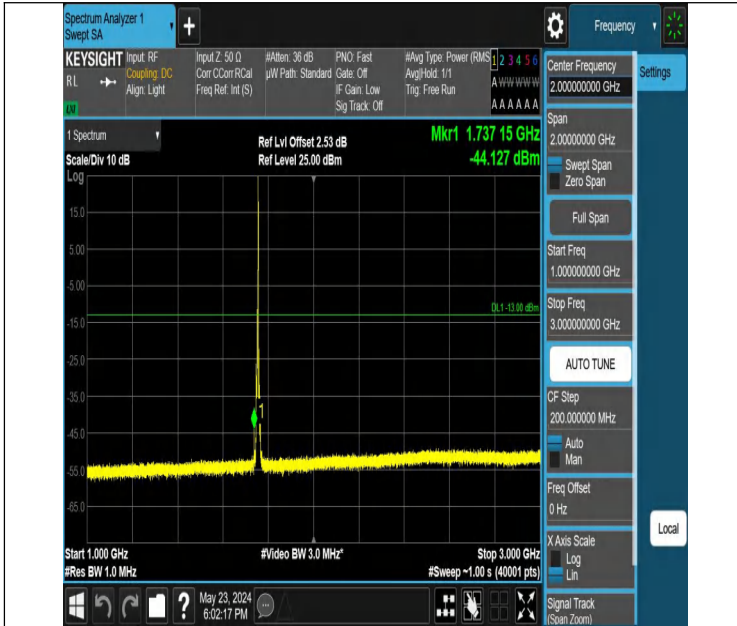 Spectrum Analyzer 1
Swept SA
+
Frequency
KEYSIGHT
RL
Input: RF
Coupling: DC
Align: Light
Input Z: 50 Ω
Corr CCorr RCal
Freq Ref: Int (S)
#Atten: 36 dB
µW Path: Standard
PNO: Fast
Gate: Off
IF Gain: Low
Sig Track: Off
#Avg Type: Power (RMS
Avg|Hold: 1/1
Trig: Free Run
1 2 3 4 5 6
A W W W W W
A A A A A A
Center Frequency
2.000000000 GHz
Settings
Span
2.00000000 GHz
Swept Span
Zero Span
Full Span
Start Freq
1.000000000 GHz
Stop Freq
3.000000000 GHz
AUTO TUNE
CF Step
200.000000 MHz
Auto
Man
Freq Offset
0 Hz
X Axis Scale
Log
Lin
Local
Signal Track
(Span Zoom)
1 Spectrum
Scale/Div 10 dB
Log
Ref Lvl Offset 2.53 dB
Ref Level 25.00 dBm
Mkr1 1.737 15 GHz
-44.127 dBm
15.0
5.00
-5.00
DL1 -13.00 dBm
-15.0
-25.0
-35.0
1
-45.0
-55.0
-65.0
Start 1.000 GHz
#Res BW 1.0 MHz
#Video BW 3.0 MHz*
Stop 3.000 GHz
#Sweep ~1.00 s (40001 pts)
?
May 23, 2024
6:02:17 PM